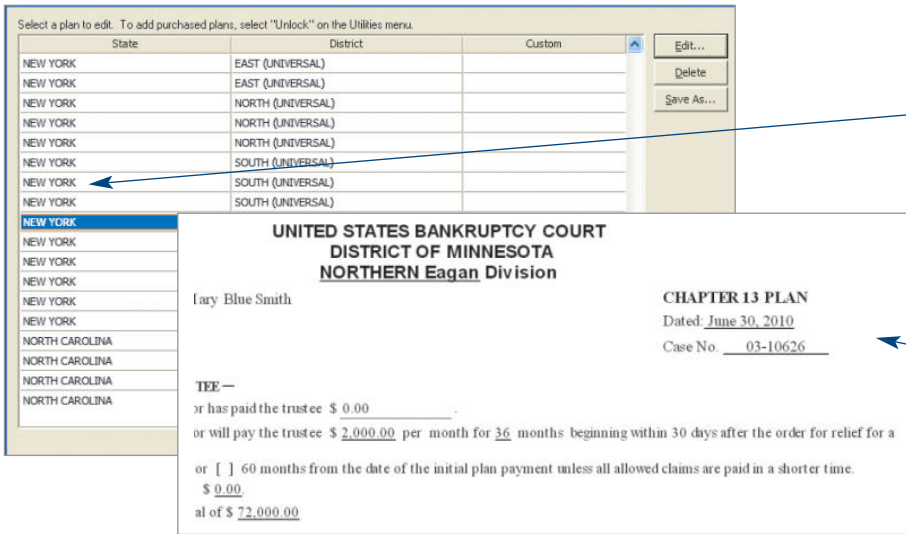 Select a plan to edit. To add purchased plans, select "Unlock" on the Utilities menu.
State District Custom
NEW YORK EAST (UNIVERSAL)
NEW YORK EAST (UNIVERSAL)
NEW YORK NORTH (UNIVERSAL)
NEW YORK NORTH (UNIVERSAL)
NEW YORK NORTH (UNIVERSAL)
NEW YORK SOUTH (UNIVERSAL)
NEW YORK SOUTH (UNIVERSAL)
NEW YORK SOUTH (UNIVERSAL)
NEW YORK
NEW YORK
NEW YORK
NEW YORK
NEW YORK
NEW YORK
NORTH CAROLINA
NORTH CAROLINA
NORTH CAROLINA
NORTH CAROLINA
Edit...
Delete
Save As...
UNITED STATES BANKRUPTCY COURT
DISTRICT OF MINNESOTA
NORTHERN Eagan Division
ary Blue Smith
CHAPTER 13 PLAN
Dated: June 30, 2010
Case No. 03-10626
TEE —
or has paid the trustee $ 0.00 .
or will pay the trustee $ 2,000.00 per month for 36 months beginning within 30 days after the order for relief for a
or [ ] 60 months from the date of the initial plan payment unless all allowed claims are paid in a shorter time.
$ 0.00.
al of $ 72,000.00